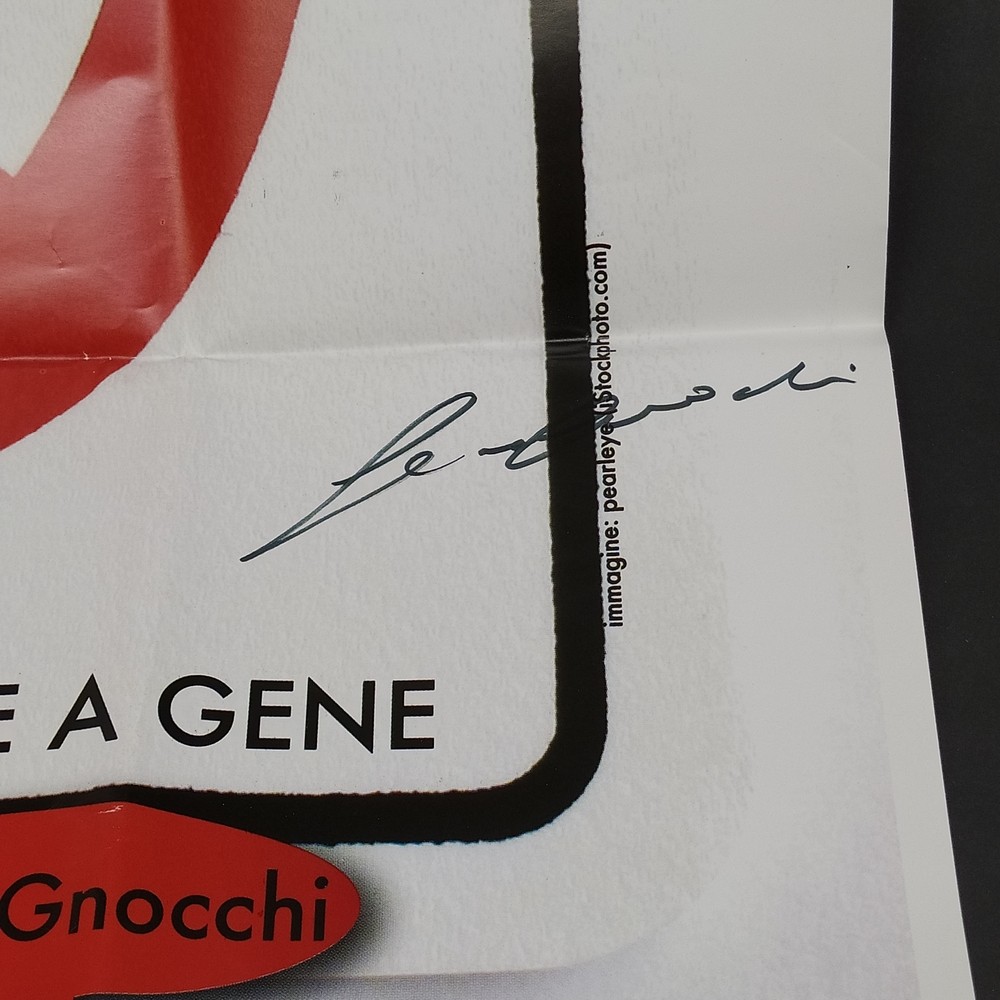 immagine: pearleye (iStockphoto.com)
E A GENE
Gnocchi